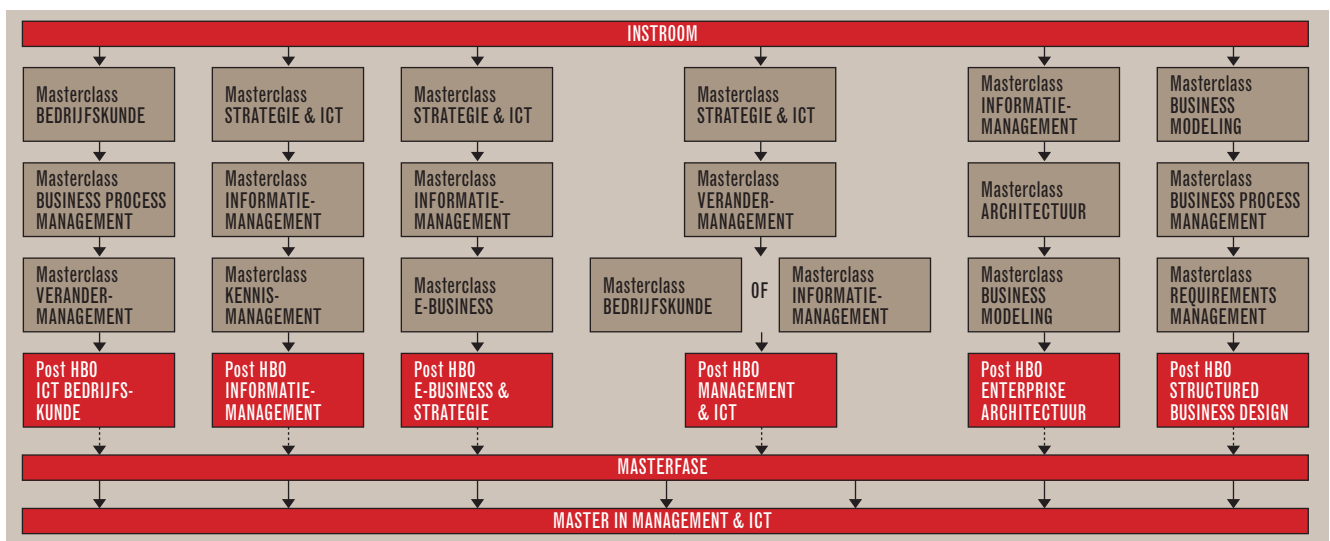 INSTROOM
Masterclass
BEDRIJFSKUNDE
Masterclass
STRATEGIE & ICT
Masterclass
STRATEGIE & ICT
Masterclass
STRATEGIE & ICT
Masterclass
INFORMATIE-
MANAGEMENT
Masterclass
BUSINESS
MODELING
Masterclass
BUSINESS PROCESS
MANAGEMENT
Masterclass
INFORMATIE-
MANAGEMENT
Masterclass
INFORMATIE-
MANAGEMENT
Masterclass
VERANDER-
MANAGEMENT
Masterclass
ARCHITECTUUR
Masterclass
BUSINESS PROCESS
MANAGEMENT
Masterclass
VERANDER-
MANAGEMENT
Masterclass
KENNIS-
MANAGEMENT
Masterclass
E-BUSINESS
Masterclass
BEDRIJFSKUNDE
OF
Masterclass
INFORMATIE-
MANAGEMENT
Masterclass
BUSINESS
MODELING
Masterclass
REQUIREMENTS
MANAGEMENT
Post HBO
ICT BEDRIJFS-
KUNDE
Post HBO
INFORMATIE-
MANAGEMENT
Post HBO
E-BUSINESS &
STRATEGIE
Post HBO
MANAGEMENT
& ICT
Post HBO
ENTERPRISE
ARCHITECTUUR
Post HBO
STRUCTURED
BUSINESS DESIGN
MASTERFASE
MASTER IN MANAGEMENT & ICT